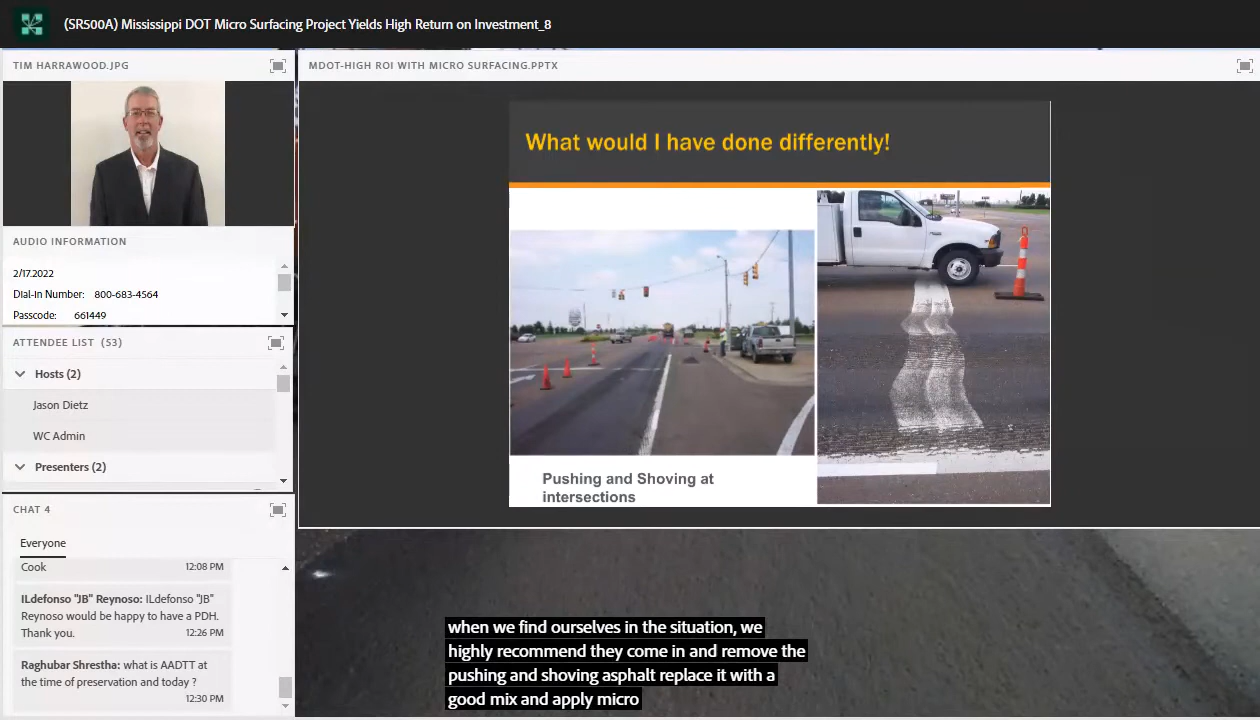 (SR500A) Mississippi DOT Micro Surfacing Project Yields High Return on Investment_8
TIM HARRAWOOD.JPG
AUDIO INFORMATION
2/17.2022
Dial-In Number: 800-683-4564
Passcode: 661449
ATTENDEE LIST (53)
Hosts (2)
Jason Dietz
WC Admin
Presenters (2)
CHAT 4
Everyone
Cook
12:08 PM
ILdefonso "JB" Reynoso: ILdefonso "JB"
Reynoso would be happy to have a PDH.
Thank you.
12:26 PM
Raghubar Shrestha: what is AADTT at
the time of preservation and today ?
12:30 PM
MDOT-HIGH ROI WITH MICRO SURFACING.PPTX
What would I have done differently!
Pushing and Shoving at
intersections
when we find ourselves in the situation, we
highly recommend they come in and remove the
pushing and shoving asphalt replace it with a
good mix and apply micro